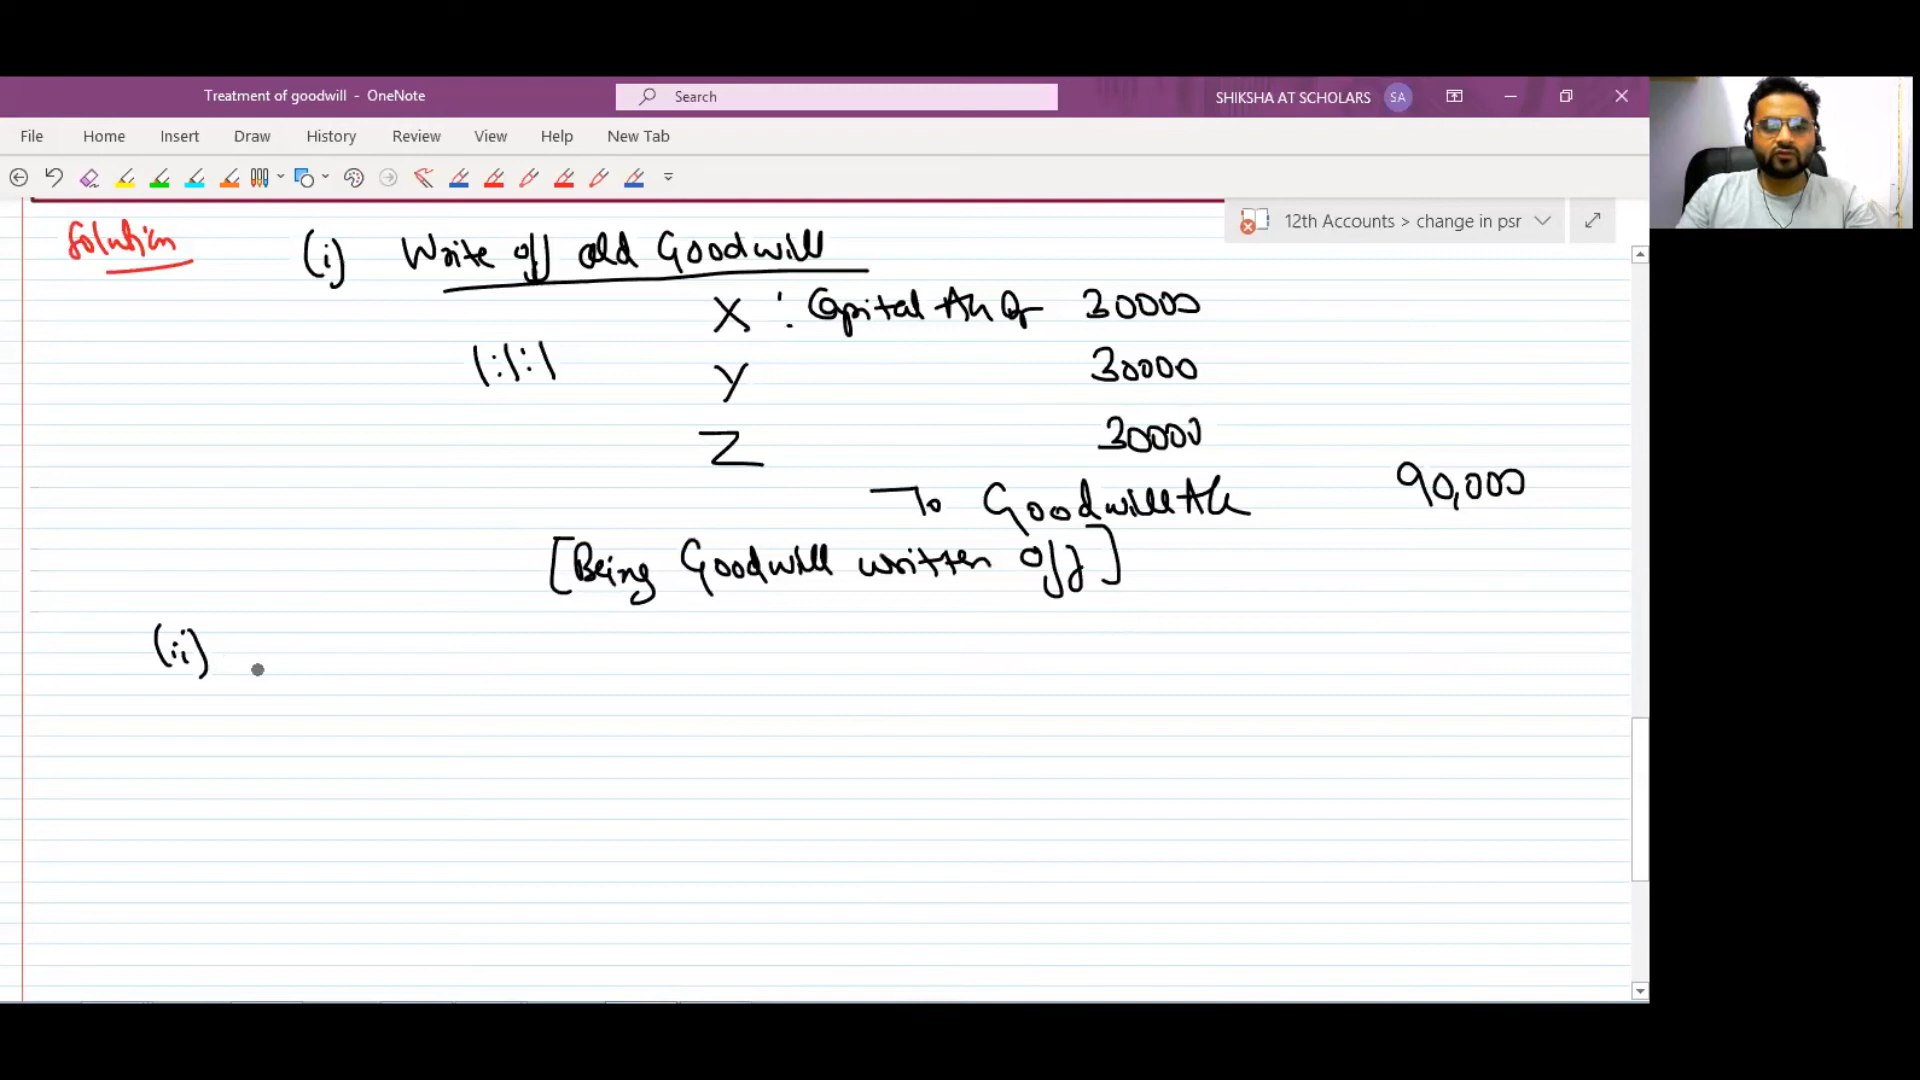 Treatment of goodwill - OneNote
Search
SHIKSHA AT SCHOLARS SA
File Home Insert Draw History Review View Help New Tab
12th Accounts > change in psr
Solution (i) Write off old Goodwill
X : Capital A/c Dr 30000
1:1:1 Y 30000
Z 30000
To Goodwill A/c 90,000
[Being Goodwill written off]
(ii)